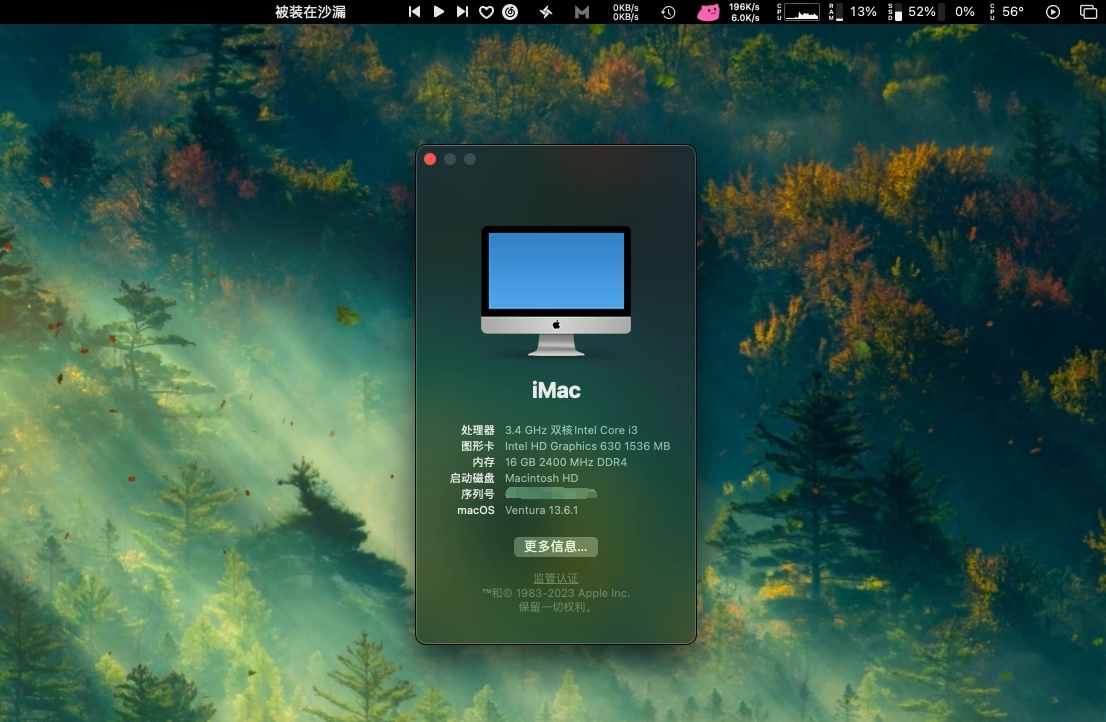 被装在沙漏
0KB/s
0KB/s
196K/s
6.0K/s
CPU
RAM
13%
SSD
52%
0%
CPU
56°
iMac
处理器 3.4 GHz 双核Intel Core i3
图形卡 Intel HD Graphics 630 1536 MB
内存 16 GB 2400 MHz DDR4
启动磁盘 Macintosh HD
序列号
macOS Ventura 13.6.1
更多信息...
监管认证
™和© 1983-2023 Apple Inc.
保留一切权利。